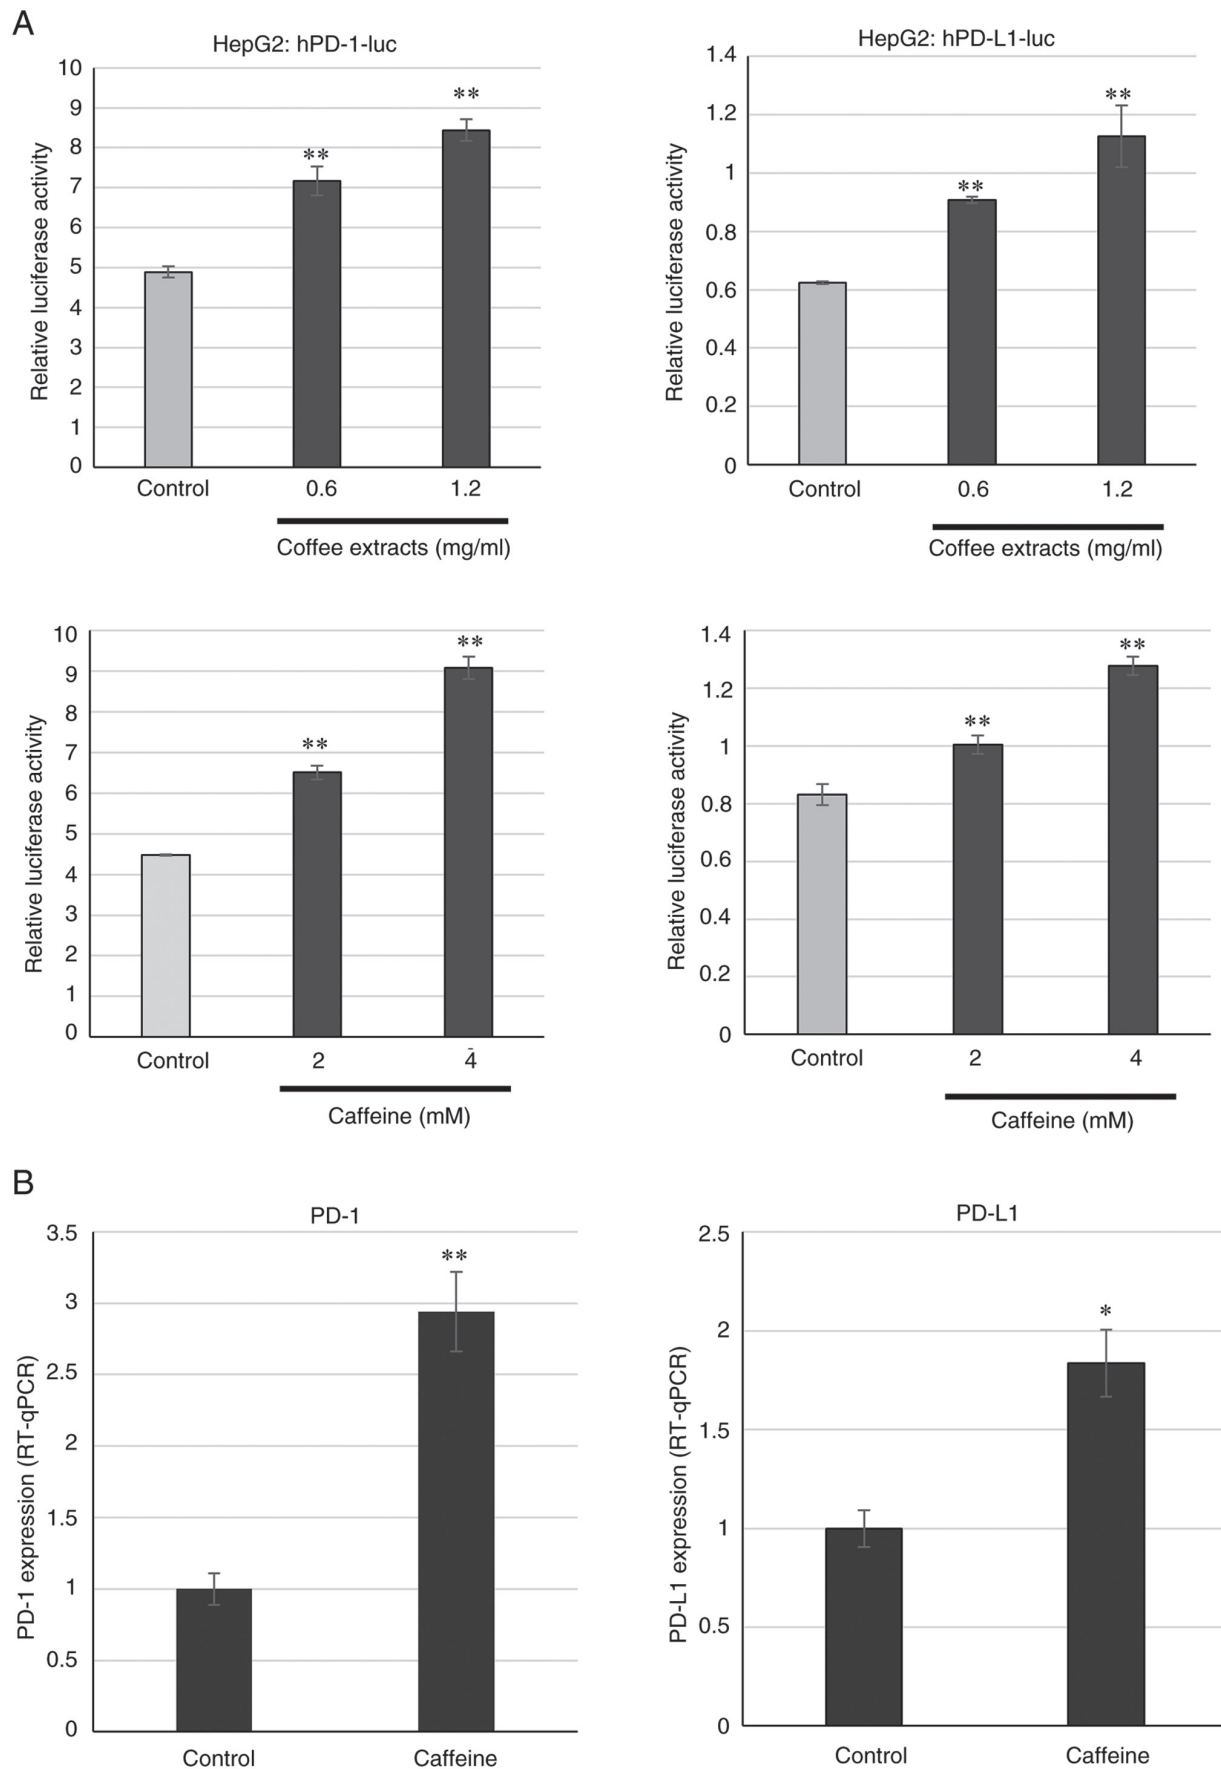 A
HepG2: hPD-1-luc
Relative luciferase activity
10
9
8
7
6
5
4
3
2
1
0
**
**
Control 0.6 1.2
Coffee extracts (mg/ml)
HepG2: hPD-L1-luc
Relative luciferase activity
1.4
1.2
1
0.8
0.6
0.4
0.2
0
**
**
Control 0.6 1.2
Coffee extracts (mg/ml)
Relative luciferase activity
10
9
8
7
6
5
4
3
2
1
0
**
**
Control 2 4
Caffeine (mM)
Relative luciferase activity
1.4
1.2
1
0.8
0.6
0.4
0.2
0
**
**
Control 2 4
Caffeine (mM)
B
PD-1
PD-1 expression (RT-qPCR)
3.5
3
2.5
2
1.5
1
0.5
0
**
Control Caffeine
PD-L1
PD-L1 expression (RT-qPCR)
2.5
2
1.5
1
0.5
0
*
Control Caffeine